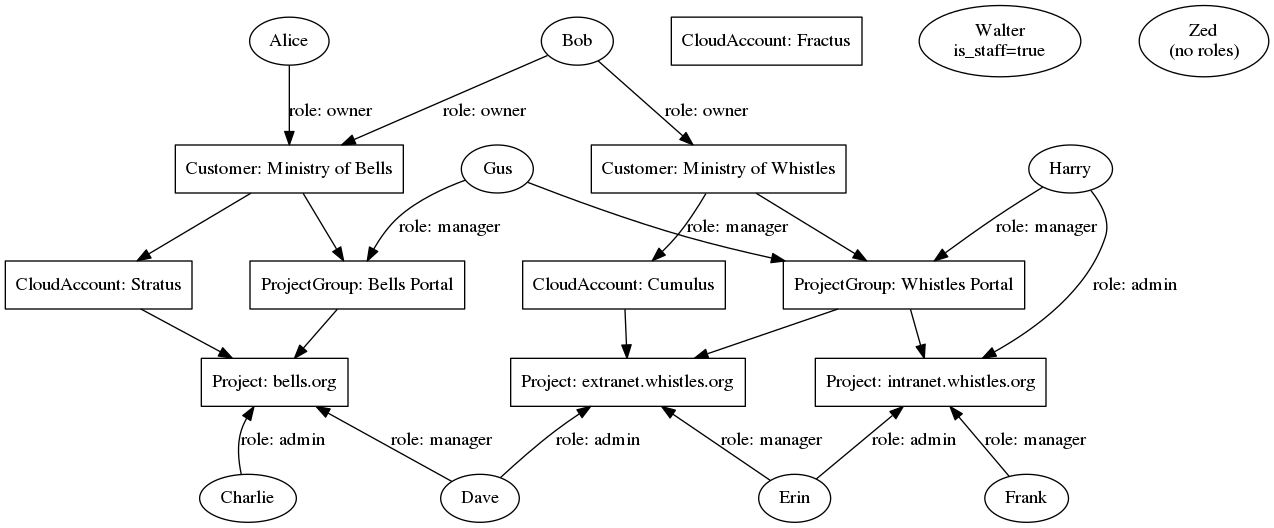 Alice
Bob
CloudAccount: Fractus
Walter
is_staff=true
Zed
(no roles)
role: owner
role: owner
role: owner
Customer: Ministry of Bells
Gus
Customer: Ministry of Whistles
Harry
role: manager
role: manager
role: manager
CloudAccount: Stratus
ProjectGroup: Bells Portal
CloudAccount: Cumulus
ProjectGroup: Whistles Portal
role: admin
Project: bells.org
Project: extranet.whistles.org
Project: intranet.whistles.org
role: admin
role: manager
role: admin
role: manager
role: admin
role: manager
Charlie
Dave
Erin
Frank